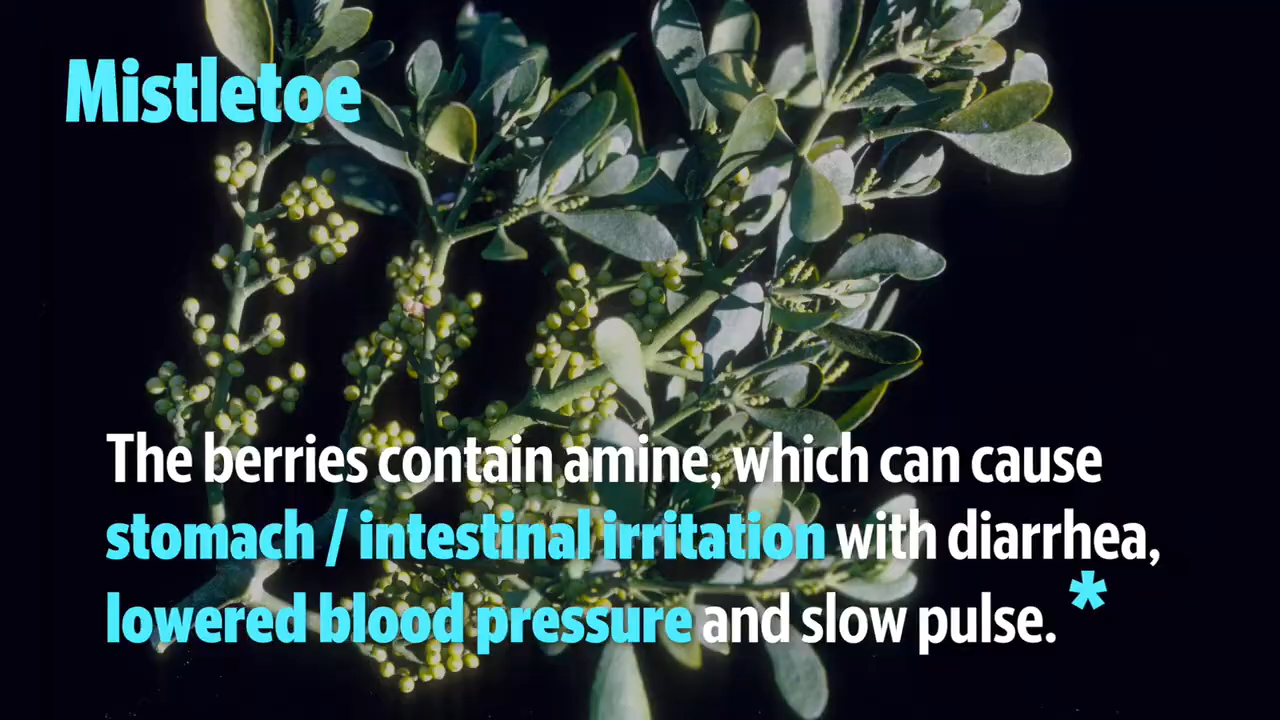 Mistletoe
The berries contain amine, which can cause
stomach / intestinal irritation with diarrhea,
lowered blood pressure and slow pulse. *